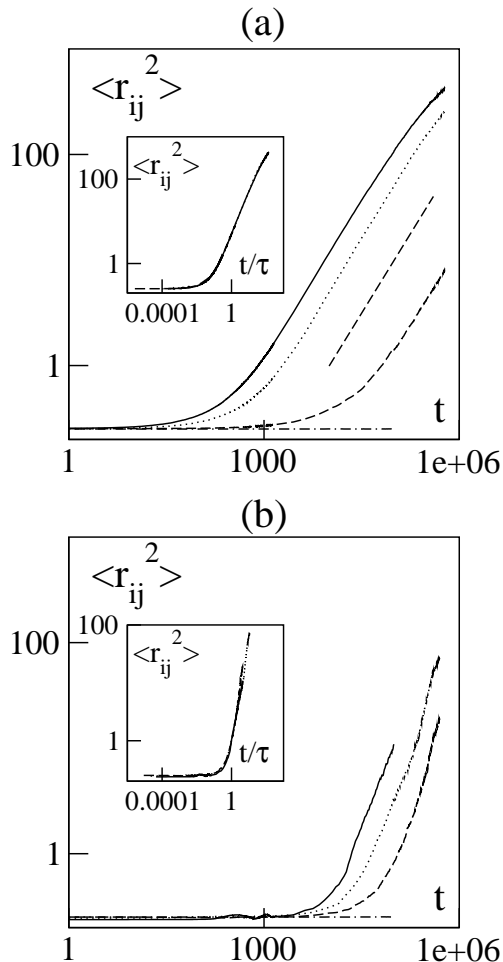 (a)
<r_ij^2>
100
1
<r_ij^2>
100
1
t/τ
0.0001 1
t
1 1000 1e+06
(b)
<r_ij^2>
100
1
100
<r_ij^2>
1
t/τ
0.0001 1
t
1 1000 1e+06